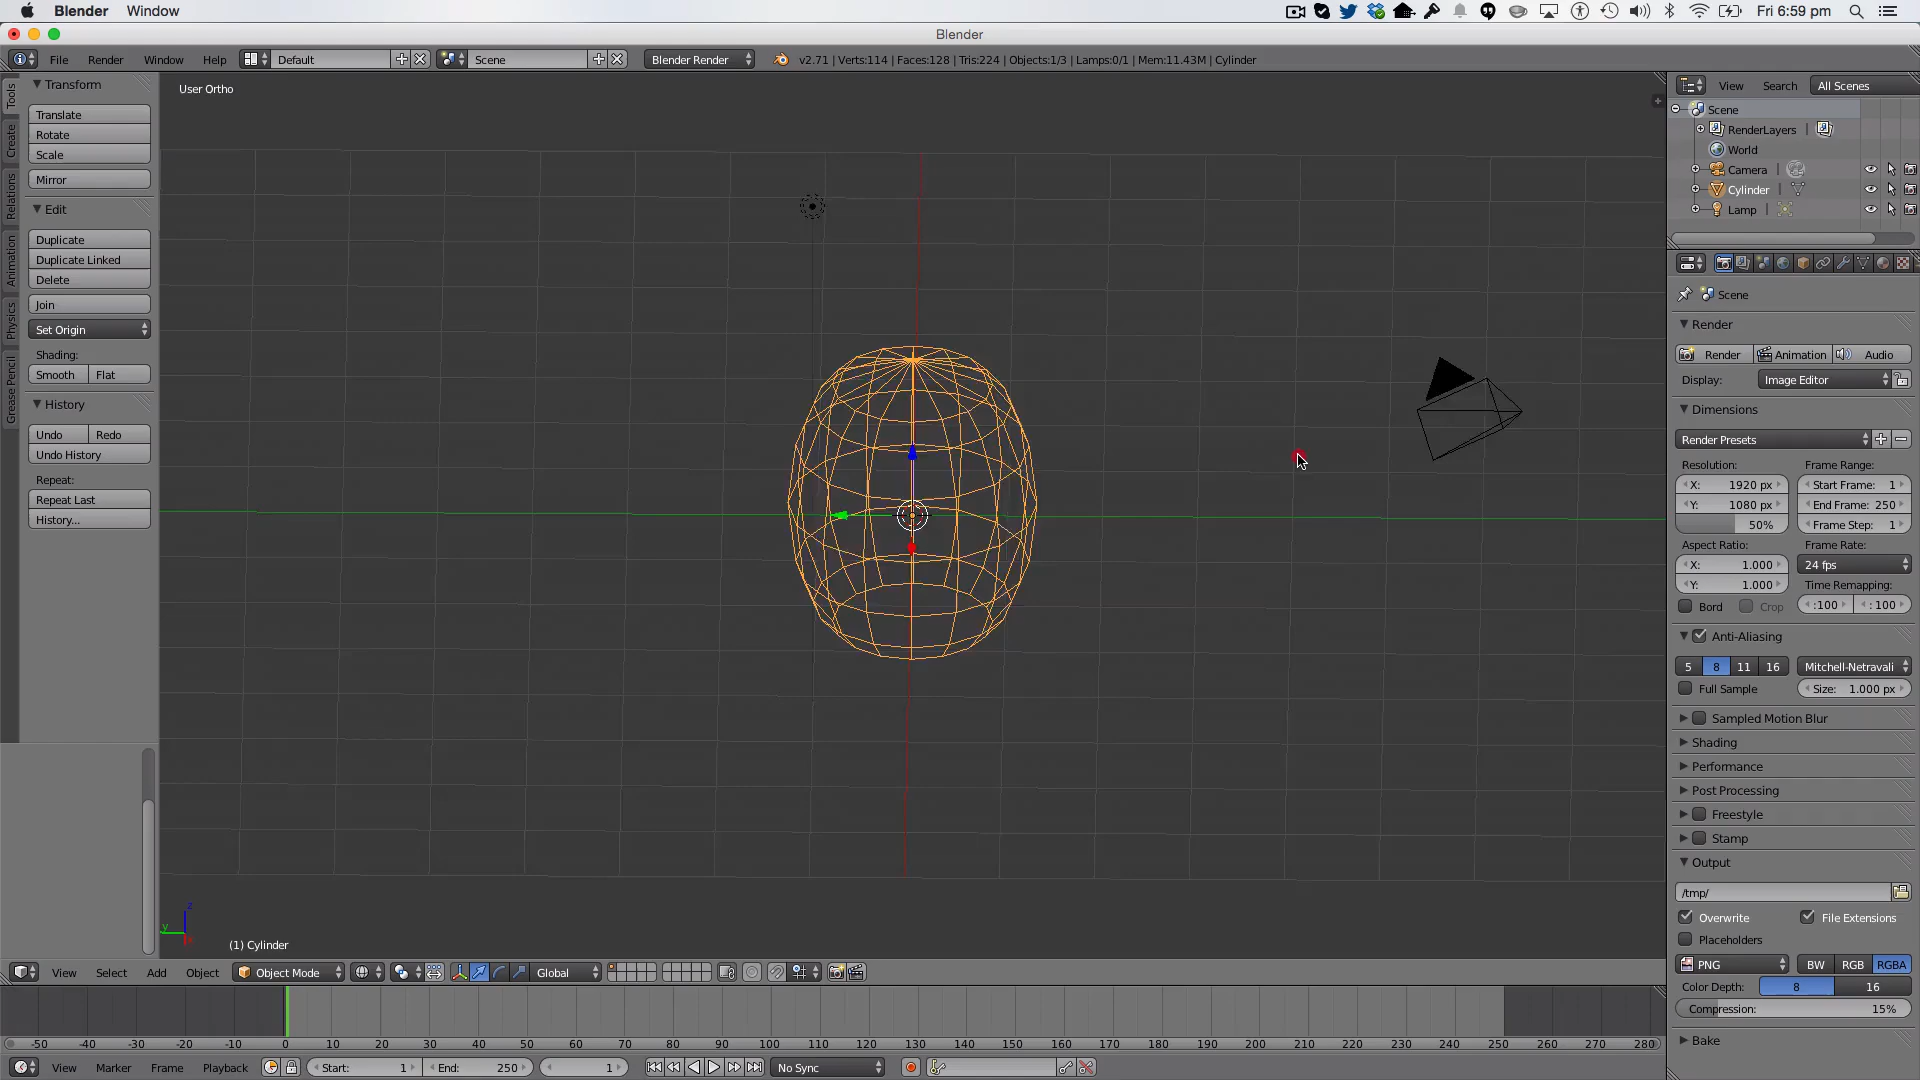 Blender Window Fri 6:59 pm
Blender
File Render Window Help Default Scene Blender Render v2.71 | Verts:114 | Faces:128 | Tris:224 | Objects:1/3 | Lamps:0/1 | Mem:11.43M | Cylinder
Tools
Create
Relations
Animation
Physics
Grease Pencil
Transform
Translate
Rotate
Scale
Mirror
Edit
Duplicate
Duplicate Linked
Delete
Join
Set Origin
Shading:
Smooth Flat
History
Undo Redo
Undo History
Repeat:
Repeat Last
History...
User Ortho
z
y
x
(1) Cylinder
View Search All Scenes
Scene
RenderLayers
World
Camera
Cylinder
Lamp
Scene
Render
Render Animation Audio
Display: Image Editor
Dimensions
Render Presets
Resolution: Frame Range:
X: 1920 px Start Frame: 1
Y: 1080 px End Frame: 250
50% Frame Step: 1
Aspect Ratio: Frame Rate:
X: 1.000 24 fps
Y: 1.000 Time Remapping:
Bord Crop :100 : 100
Anti-Aliasing
5 8 11 16 Mitchell-Netravali
Full Sample Size: 1.000 px
Sampled Motion Blur
Shading
Performance
Post Processing
Freestyle
Stamp
Output
/tmp/
Overwrite File Extensions
Placeholders
PNG BW RGB RGBA
Color Depth: 8 16
Compression: 15%
Bake
View Select Add Object Object Mode Global
-50 -40 -30 -20 -10 0 10 20 30 40 50 60 70 80 90 100 110 120 130 140 150 160 170 180 190 200 210 220 230 240 250 260 270 280
View Marker Frame Playback Start: 1 End: 250 1 No Sync